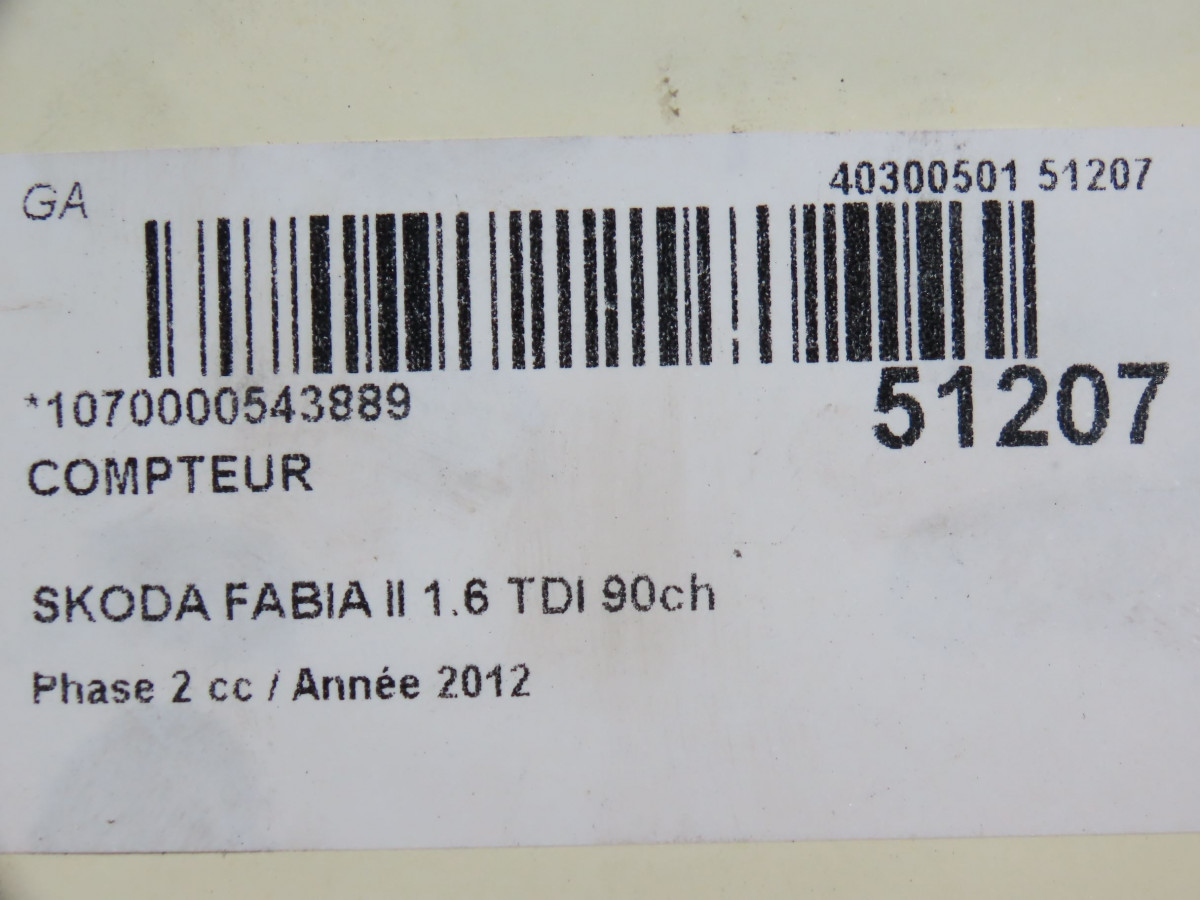 GA
40300501 51207
*1070000543889
51207
COMPTEUR
SKODA FABIA II 1.6 TDI 90ch
Phase 2 cc / Année 2012